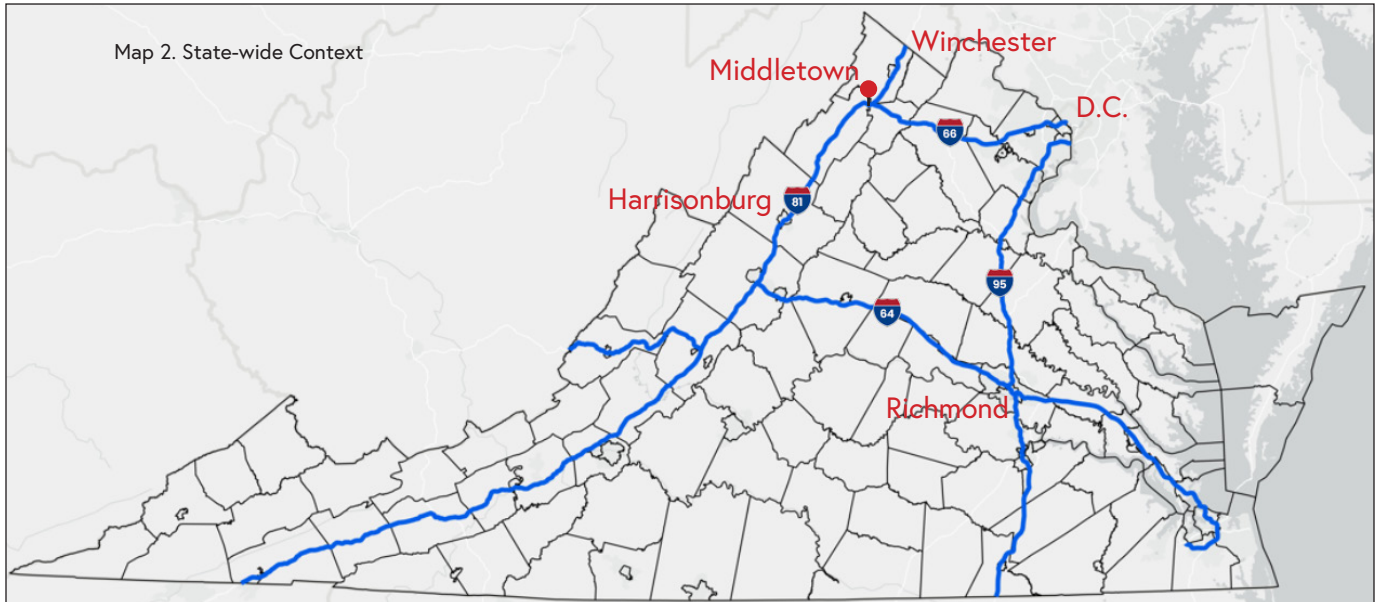 Map 2. State-wide Context
Winchester
Middletown
D.C.
66
Harrisonburg
81
95
64
Richmond